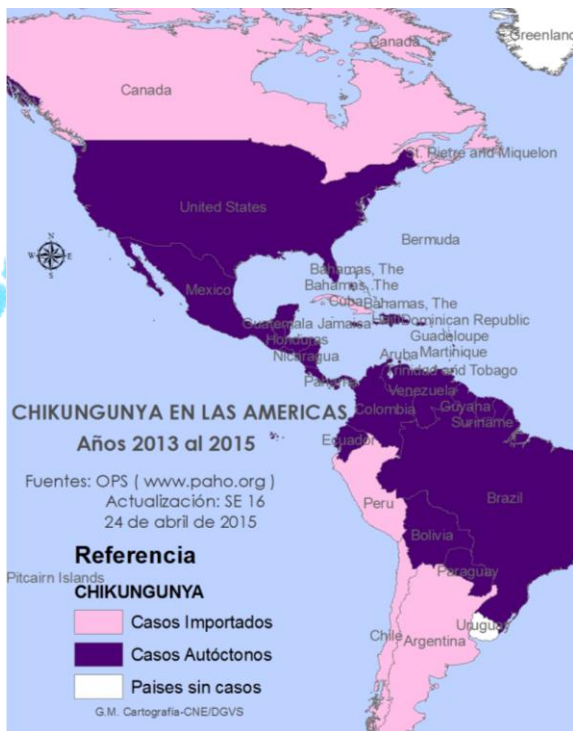 Greenland
Canada
Canada
St. Pierre and Miquelon
United States
N
W E
S
Bermuda
Bahamas, The
Bahamas, The
Mexico
Cuba
Bahamas, The
Guatemala
Jamaica
Haiti
Dominican Republic
Honduras
Guadeloupe
Nicaragua
Aruba
Martinique
Trinidad and Tobago
Panama
Venezuela
CHIKUNGUNYA EN LAS AMERICAS
Colombia
Guyana
Suriname
Años 2013 al 2015
Ecuador
Fuentes: OPS ( www.paho.org )
Actualización: SE 16
24 de abril de 2015
Peru
Brazil
Bolivia
Referencia
Pitcairn Islands
Paraguay
CHIKUNGUNYA
Casos Importados
Uruguay
Chile
Argentina
Casos Autóctonos
Paises sin casos
G.M. Cartografía-CNE/DGVS